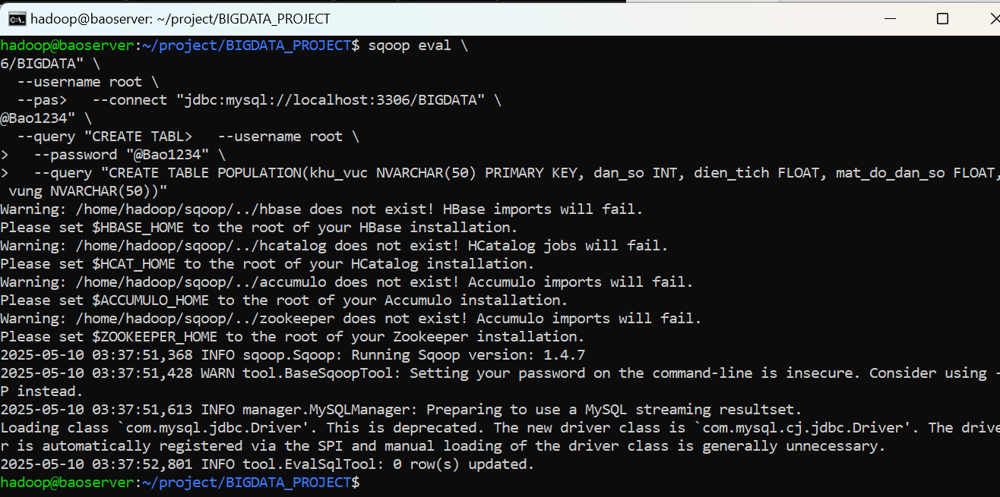 hadoop@baoserver: ~/project/BIGDATA_PROJECT
hadoop@baoserver:~/project/BIGDATA_PROJECT$ sqoop eval \
6/BIGDATA" \
  --username root \
  --pas>   --connect "jdbc:mysql://localhost:3306/BIGDATA" \
@Bao1234" \
  --query "CREATE TABL>   --username root \
>   --password "@Bao1234" \
>   --query "CREATE TABLE POPULATION(khu_vuc NVARCHAR(50) PRIMARY KEY, dan_so INT, dien_tich FLOAT, mat_do_dan_so FLOAT,
 vung NVARCHAR(50))"
Warning: /home/hadoop/sqoop/../hbase does not exist! HBase imports will fail.
Please set $HBASE_HOME to the root of your HBase installation.
Warning: /home/hadoop/sqoop/../hcatalog does not exist! HCatalog jobs will fail.
Please set $HCAT_HOME to the root of your HCatalog installation.
Warning: /home/hadoop/sqoop/../accumulo does not exist! Accumulo imports will fail.
Please set $ACCUMULO_HOME to the root of your Accumulo installation.
Warning: /home/hadoop/sqoop/../zookeeper does not exist! Accumulo imports will fail.
Please set $ZOOKEEPER_HOME to the root of your Zookeeper installation.
2025-05-10 03:37:51,368 INFO sqoop.Sqoop: Running Sqoop version: 1.4.7
2025-05-10 03:37:51,428 WARN tool.BaseSqoopTool: Setting your password on the command-line is insecure. Consider using -
P instead.
2025-05-10 03:37:51,613 INFO manager.MySQLManager: Preparing to use a MySQL streaming resultset.
Loading class `com.mysql.jdbc.Driver'. This is deprecated. The new driver class is `com.mysql.cj.jdbc.Driver'. The drive
r is automatically registered via the SPI and manual loading of the driver class is generally unnecessary.
2025-05-10 03:37:52,801 INFO tool.EvalSqlTool: 0 row(s) updated.
hadoop@baoserver:~/project/BIGDATA_PROJECT$